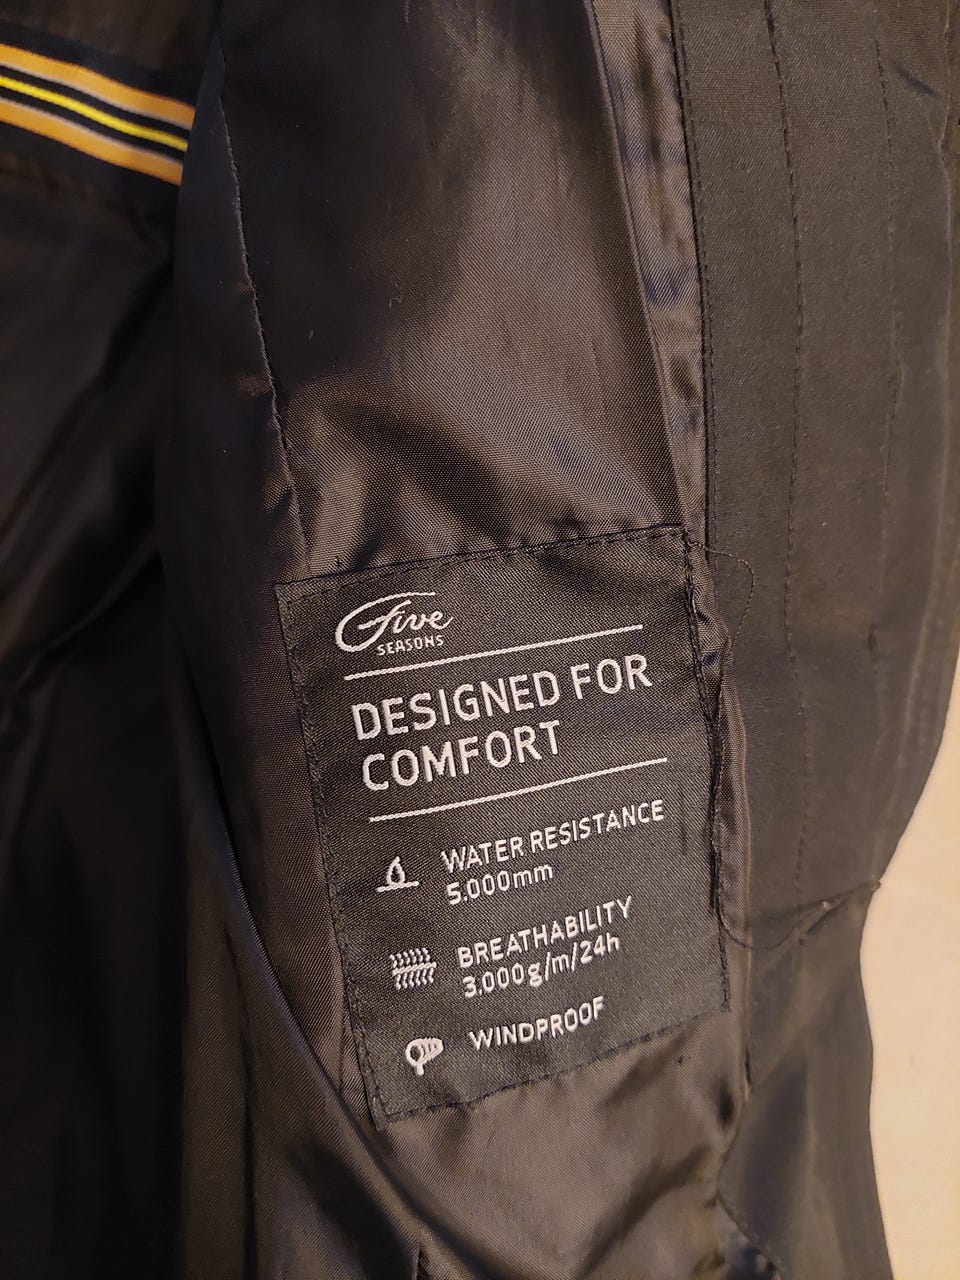 Five
SEASONS
DESIGNED FOR
COMFORT
WATER RESISTANCE
5.000mm
BREATHABILITY
3.000g/m/24h
WINDPROOF